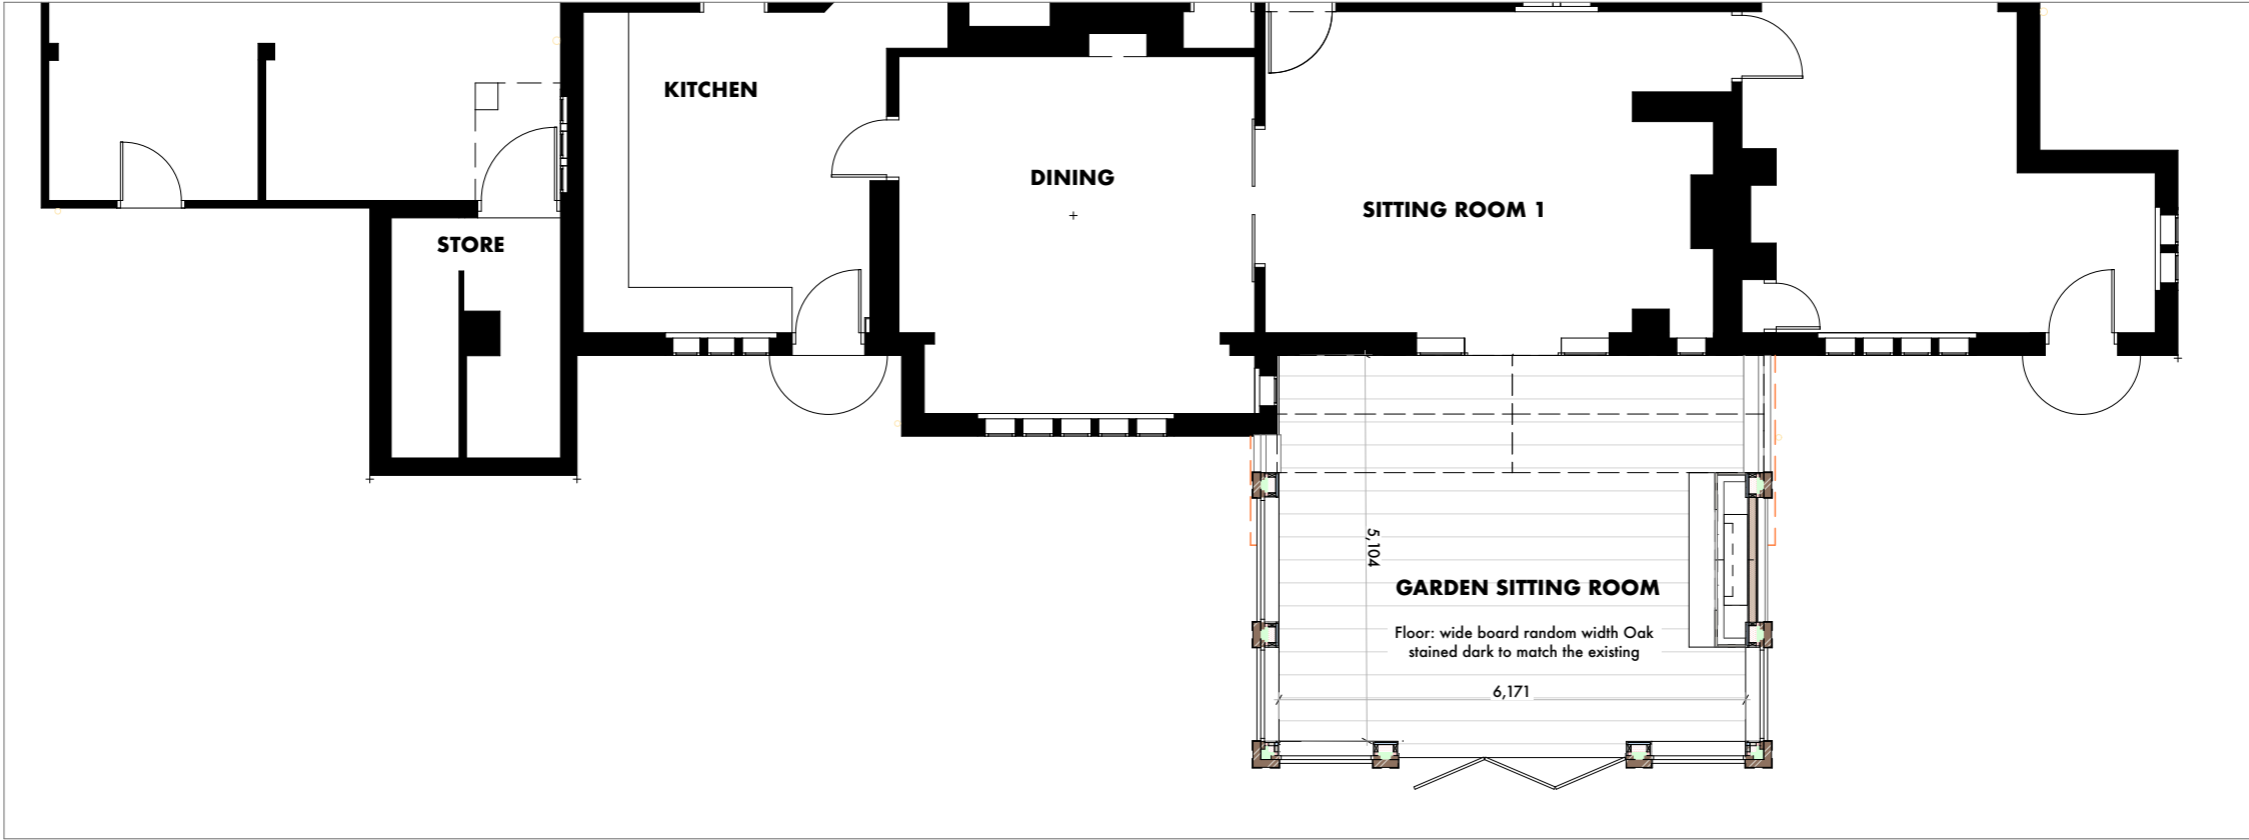 KITCHEN
DINING
SITTING ROOM 1
STORE
5,104
GARDEN SITTING ROOM
Floor: wide board random width Oak
stained dark to match the existing
6,171